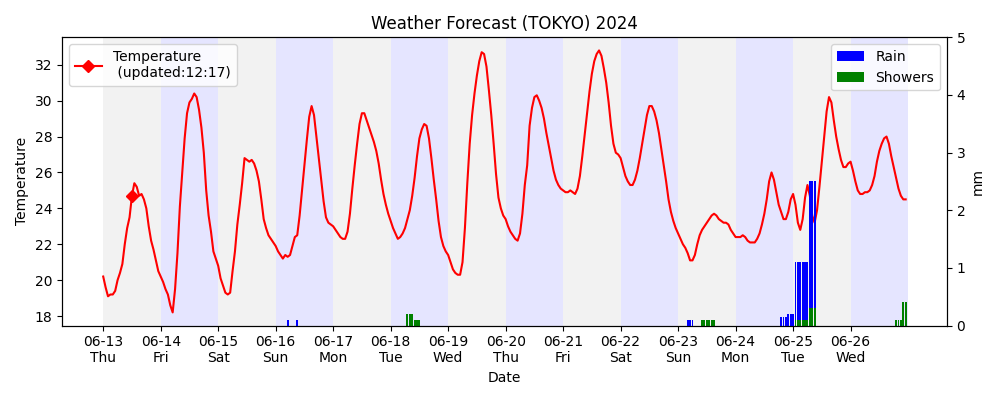 Weather Forecast (TOKYO) 2024
Temperature
(updated:12:17)
Rain
Showers
Temperature
32
30
28
26
24
22
20
18
5
4
3
2
1
0
mm
06-13 06-14 06-15 06-16 06-17 06-18 06-19 06-20 06-21 06-22 06-23 06-24 06-25 06-26
Thu Fri Sat Sun Mon Tue Wed Thu Fri Sat Sun Mon Tue Wed
Date